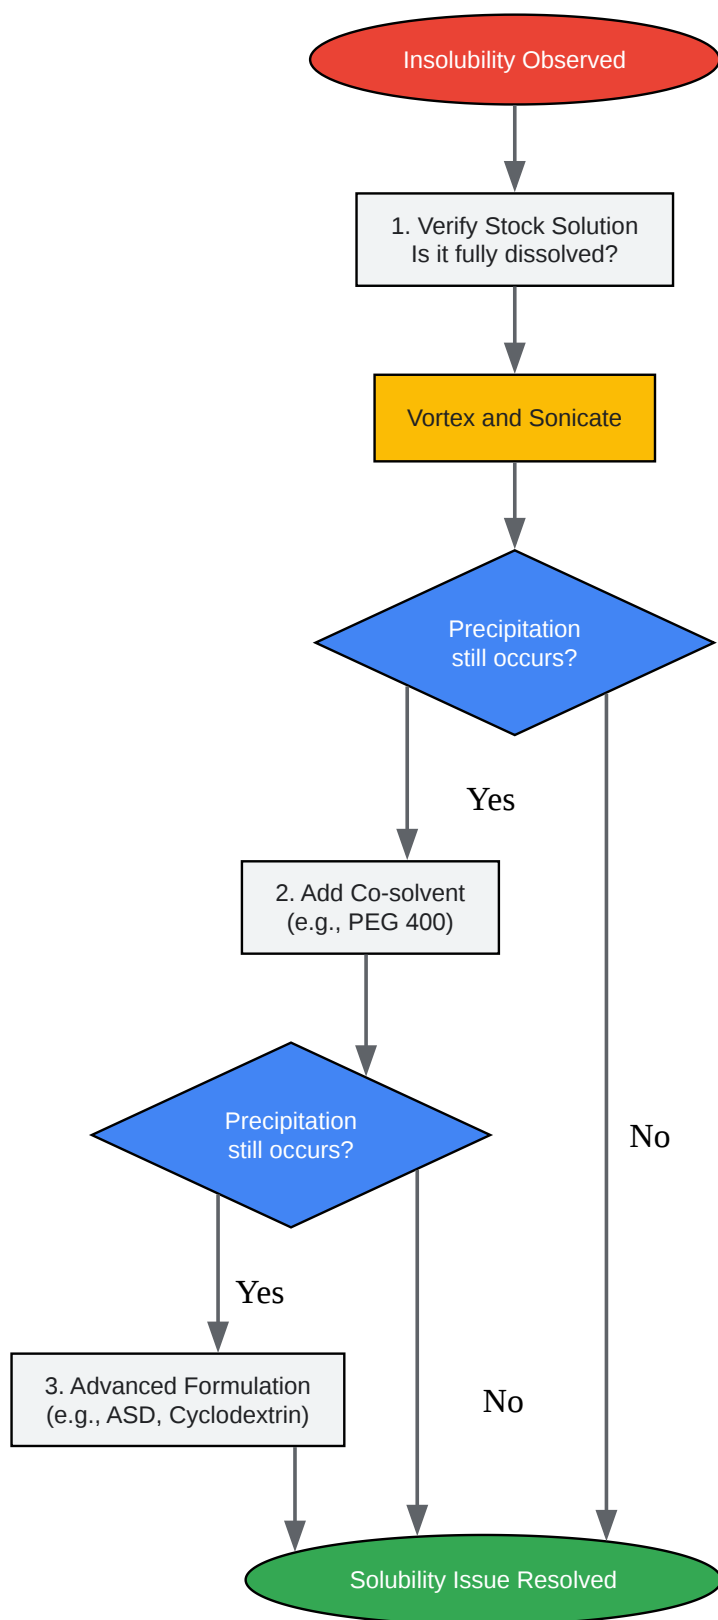 Insolubility Observed
1. Verify Stock Solution
Is it fully dissolved?
Vortex and Sonicate
Precipitation
still occurs?
Yes
2. Add Co-solvent
(e.g., PEG 400)
Precipitation
still occurs?
No
Yes
3. Advanced Formulation
(e.g., ASD, Cyclodextrin)
No
Solubility Issue Resolved